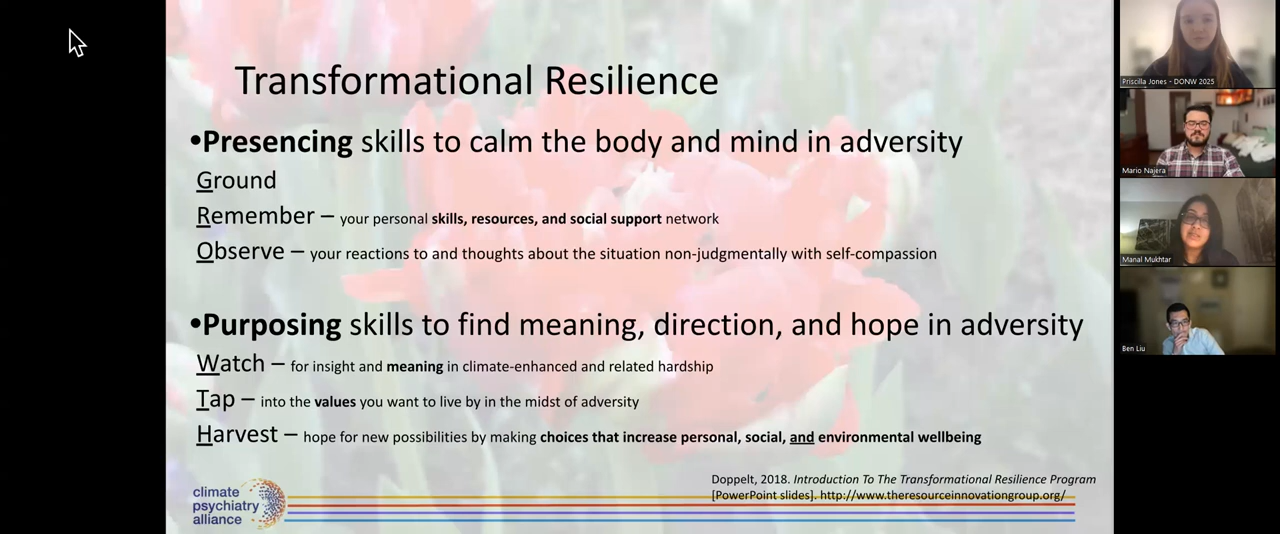 Transformational Resilience
•Presencing skills to calm the body and mind in adversity
Ground
Remember – your personal skills, resources, and social support network
Observe – your reactions to and thoughts about the situation non-judgmentally with self-compassion
•Purposing skills to find meaning, direction, and hope in adversity
Watch – for insight and meaning in climate-enhanced and related hardship
Tap – into the values you want to live by in the midst of adversity
Harvest – hope for new possibilities by making choices that increase personal, social, and environmental wellbeing
Doppelt, 2018. Introduction To The Transformational Resilience Program
[PowerPoint slides]. http://www.theresourceinnovationgroup.org/
climate
psychiatry
alliance
Priscilla Jones - DONW 2025
Mario Najera
Manal Mukhtar
Ben Liu